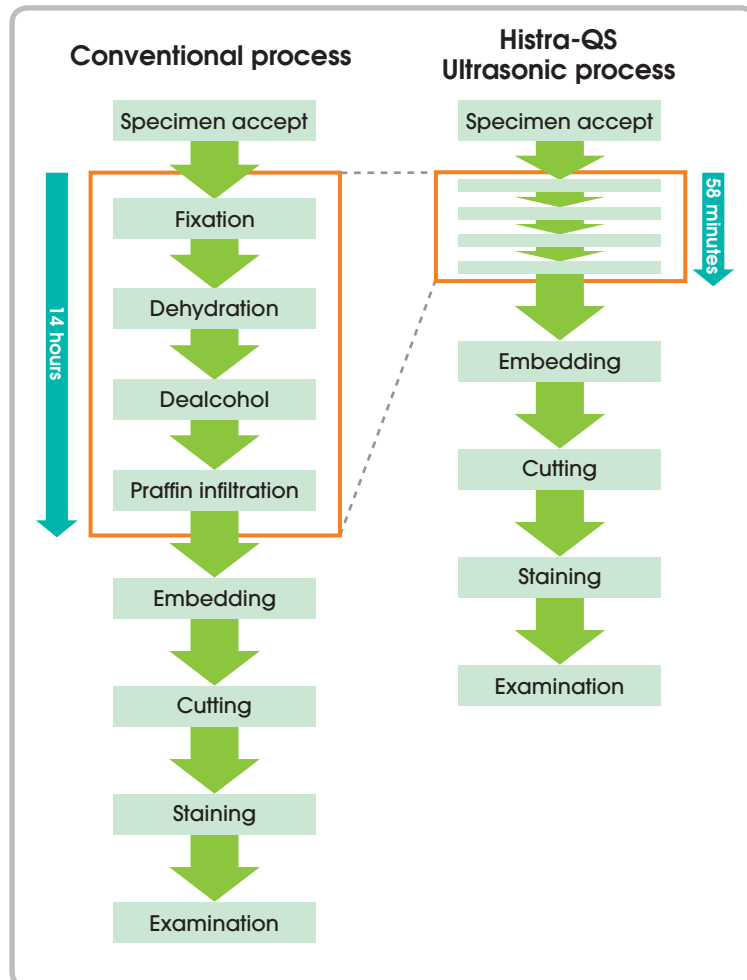 Conventional process
Specimen accept
14 hours
Fixation
Dehydration
Dealcohol
Praffin infiltration
Embedding
Cutting
Staining
Examination
Histra-QS
Ultrasonic process
Specimen accept
58 minutes
Embedding
Cutting
Staining
Examination